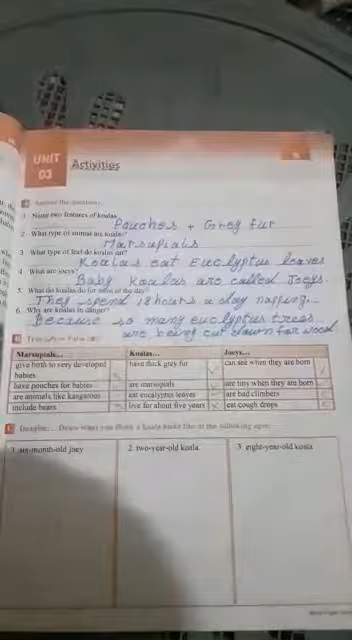 UNIT
03
Activities
Answer the questions.
1. Name two features of koalas.
Pouches + Grey fur
2. What type of animal are koalas?
Marsupials
3. What type of leaf do koalas eat?
Koalas eat Euclyptus leaves
4. What are joeys?
Baby Koalas are called Joeys.
5. What do koalas do for most of the day?
They spend 18 hours a day napping.
6. Why are koalas in danger?
Because so many euclyptus trees
are being cut down for wood
Marsupials... Koalas... Joeys...
give birth to very developed babies have thick grey fur can see when they are born
have pouches for babies are marsupials are tiny when they are born
are animals like kangaroos eat eucalyptus leaves are bad climbers
include bears live for about five years eat cough drops
Imagine... Draw what you think a koala looks like at the following ages.
1. six-month-old joey 2. two-year-old koala 3. eight-year-old koala